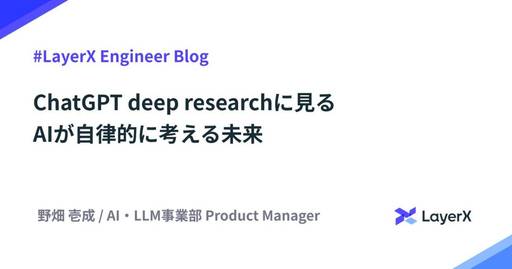 #LayerX Engineer Blog
ChatGPT deep researchに見る
AIが自律的に考える未来
野畑 壱成 / AI・LLM事業部 Product Manager
LayerX